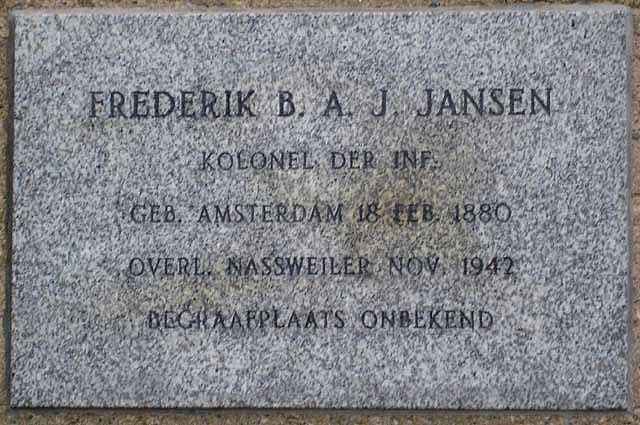 FREDERIK B. A. J. JANSEN
KOLONEL DER INF.
GEB. AMSTERDAM 18 FEB. 1880
OVERL. NASSWEILER NOV. 1942
BEGRAAFPLAATS ONBEKEND